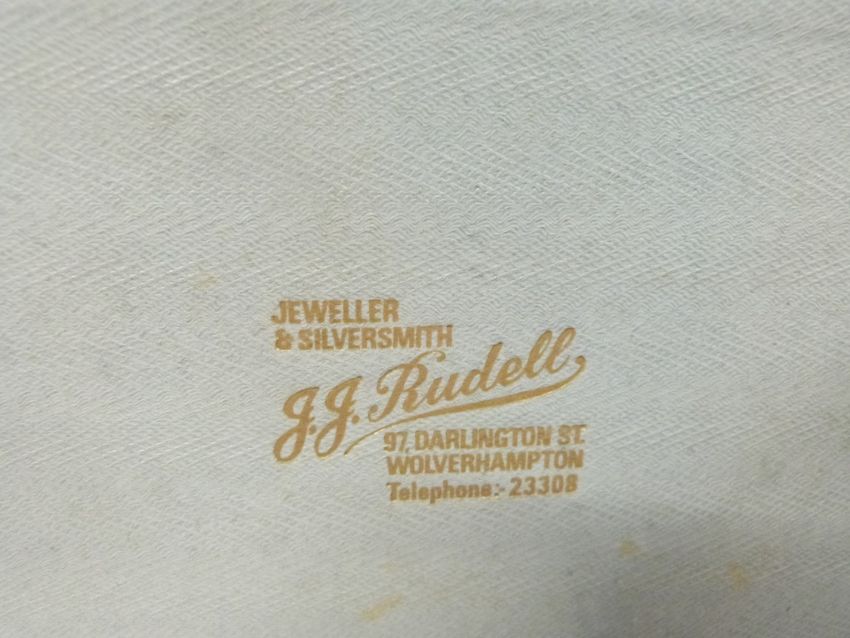 JEWELLER
& SILVERSMITH
J.J. Rudell
97, DARLINGTON ST.
WOLVERHAMPTON
Telephone:- 23308